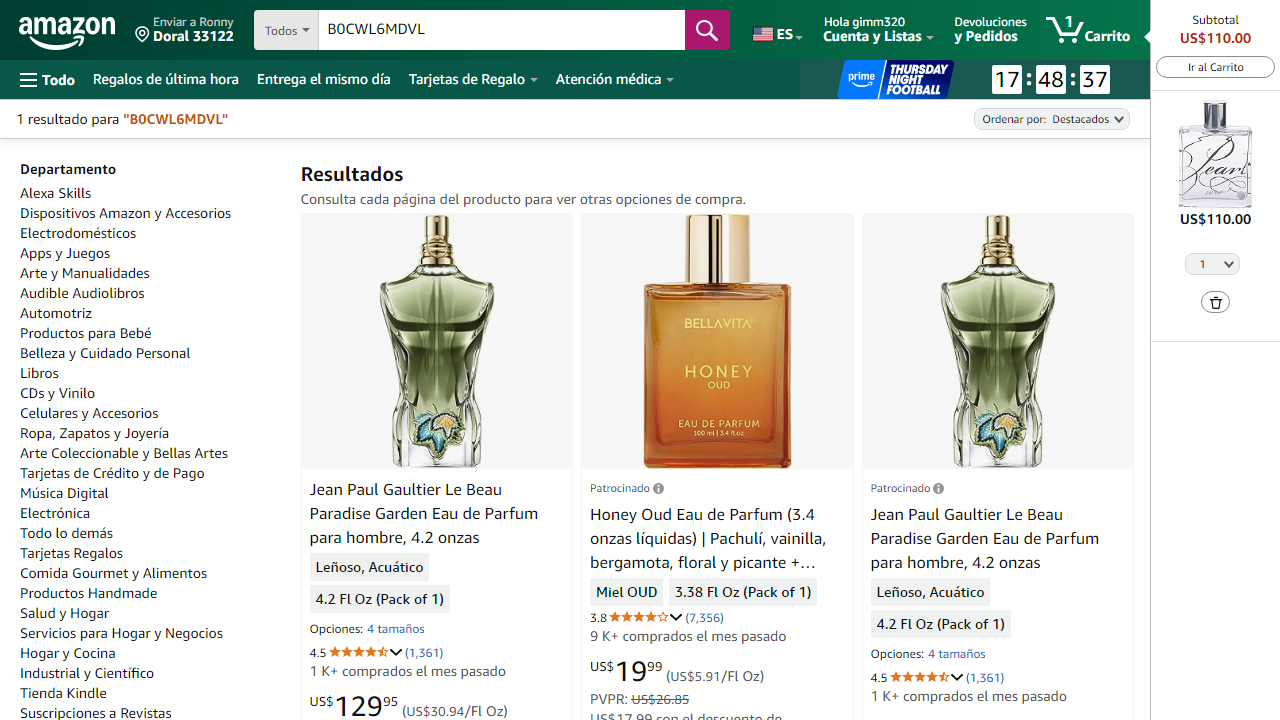 amazon
Enviar a Ronny
Doral 33122
Todos
B0CWL6MDVL
ES
Hola gimm320
Cuenta y Listas
Devoluciones
y Pedidos
1
Carrito
Todo
Regalos de última hora
Entrega el mismo día
Tarjetas de Regalo
Atención médica
prime
THURSDAY
NIGHT
FOOTBALL
17 : 48 : 37
Subtotal
US$110.00
Ir al Carrito
Pearl
US$110.00
1
1 resultado para "B0CWL6MDVL"
Ordenar por: Destacados
Departamento
Alexa Skills
Dispositivos Amazon y Accesorios
Electrodomésticos
Apps y Juegos
Arte y Manualidades
Audible Audiolibros
Automotriz
Productos para Bebé
Belleza y Cuidado Personal
Libros
CDs y Vinilo
Celulares y Accesorios
Ropa, Zapatos y Joyería
Arte Coleccionable y Bellas Artes
Tarjetas de Crédito y de Pago
Música Digital
Electrónica
Todo lo demás
Tarjetas Regalos
Comida Gourmet y Alimentos
Productos Handmade
Salud y Hogar
Servicios para Hogar y Negocios
Hogar y Cocina
Industrial y Científico
Tienda Kindle
Suscripciones a Revistas
Resultados
Consulta cada página del producto para ver otras opciones de compra.
Jean Paul Gaultier Le Beau
Paradise Garden Eau de Parfum
para hombre, 4.2 onzas
Leñoso, Acuático
4.2 Fl Oz (Pack of 1)
Opciones: 4 tamaños
4.5 (1,361)
1 K+ comprados el mes pasado
US$129.95 (US$30.94/Fl Oz)
BELLAVITA
HONEY
OUD
EAU DE PARFUM
100 ml | 3.4 fl.oz
Patrocinado
Honey Oud Eau de Parfum (3.4
onzas líquidas) | Pachulí, vainilla,
bergamota, floral y picante +...
Miel OUD
3.38 Fl Oz (Pack of 1)
3.8 (7,356)
9 K+ comprados el mes pasado
US$19.99 (US$5.91/Fl Oz)
PVPR: US$26.85
US$17.99 con el descuento de
Patrocinado
Jean Paul Gaultier Le Beau
Paradise Garden Eau de Parfum
para hombre, 4.2 onzas
Leñoso, Acuático
4.2 Fl Oz (Pack of 1)
Opciones: 4 tamaños
4.5 (1,361)
1 K+ comprados el mes pasado